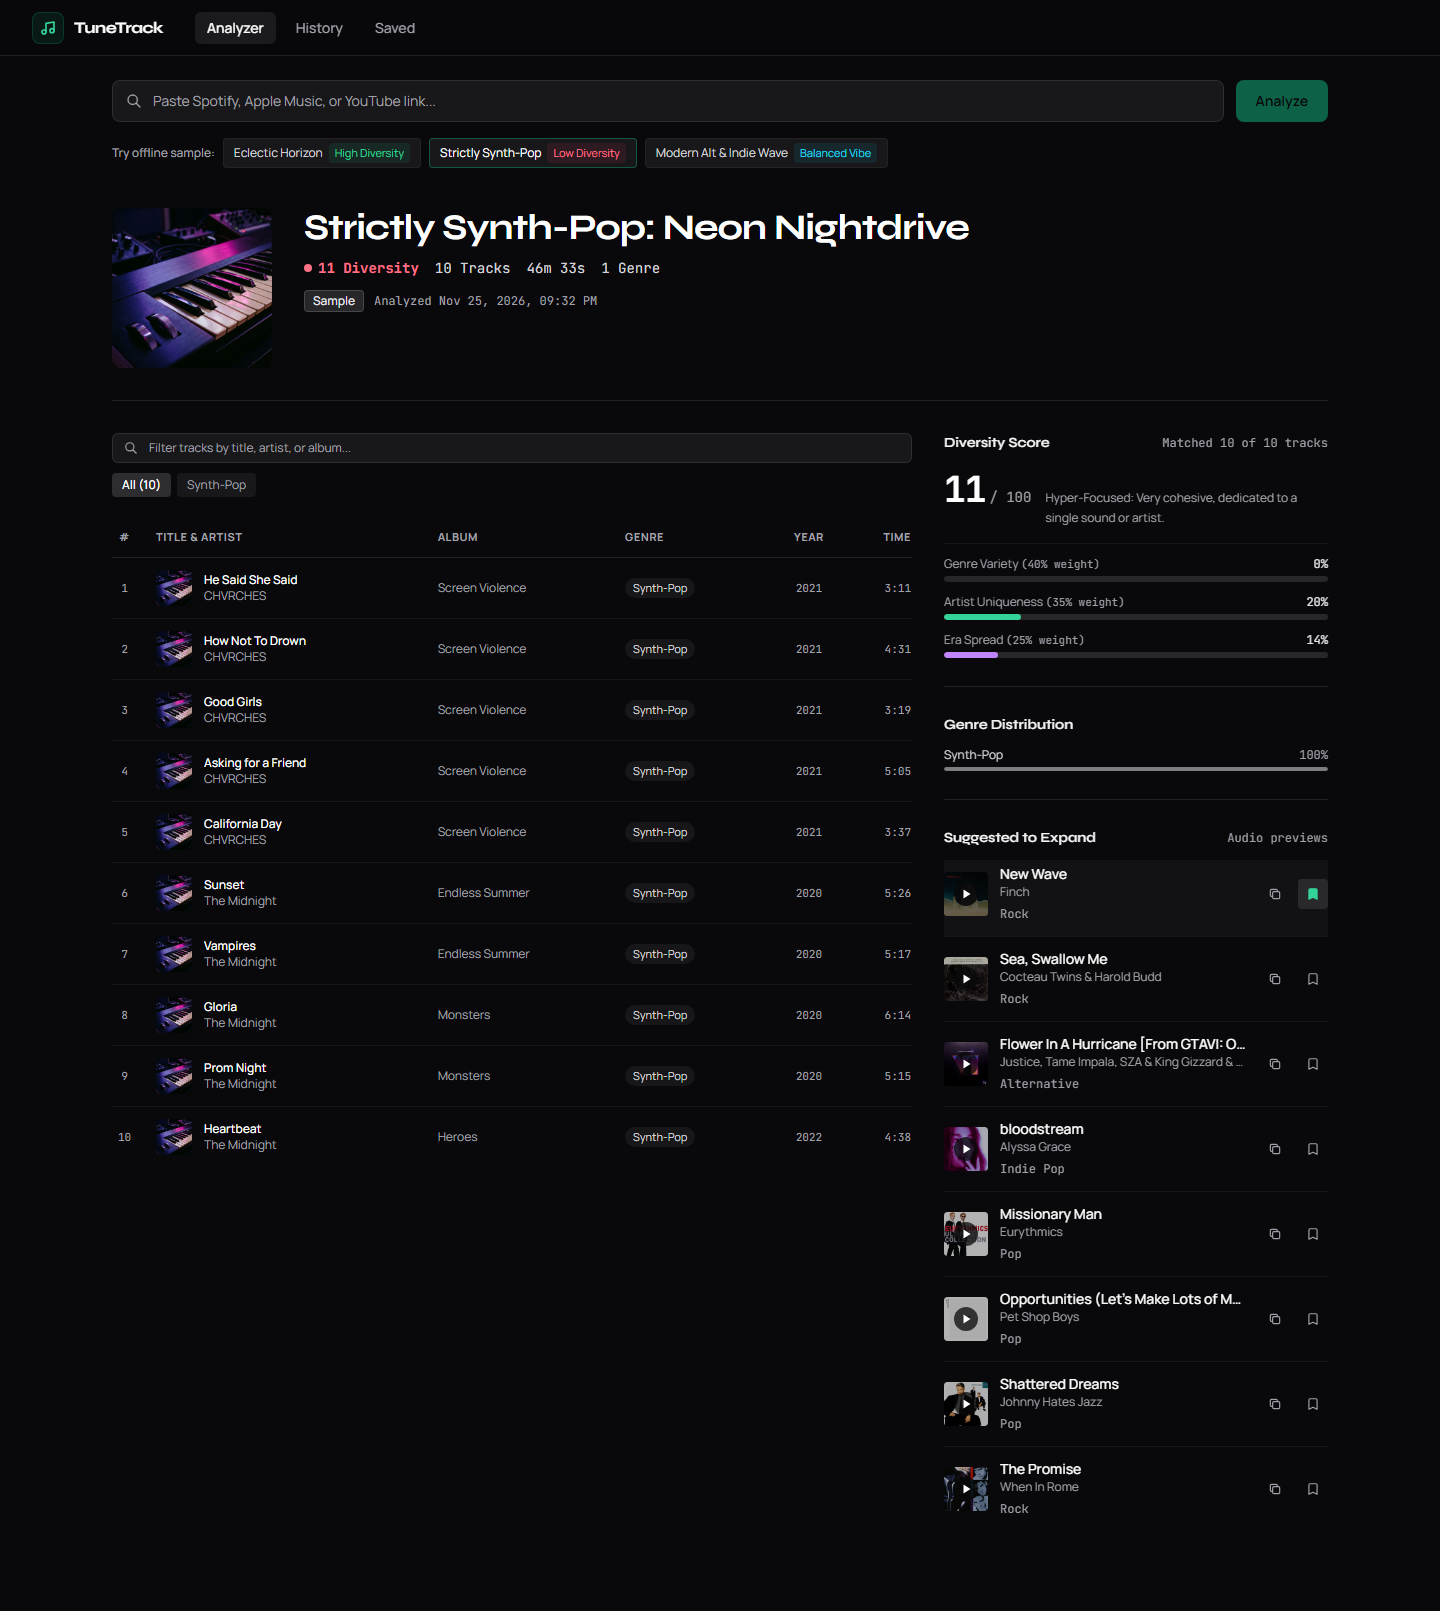 TuneTrack
Analyzer
History
Saved
Paste Spotify, Apple Music, or YouTube link...
Analyze
Try offline sample:
Eclectic Horizon High Diversity
Strictly Synth-Pop Low Diversity
Modern Alt & Indie Wave Balanced Vibe
Strictly Synth-Pop: Neon Nightdrive
11 Diversity 10 Tracks 46m 33s 1 Genre
Sample Analyzed Nov 25, 2026, 09:32 PM
Filter tracks by title, artist, or album...
All (10) Synth-Pop
# TITLE & ARTIST ALBUM GENRE YEAR TIME
1 He Said She Said Screen Violence Synth-Pop 2021 3:11
CHVRCHES
2 How Not To Drown Screen Violence Synth-Pop 2021 4:31
CHVRCHES
3 Good Girls Screen Violence Synth-Pop 2021 3:19
CHVRCHES
4 Asking for a Friend Screen Violence Synth-Pop 2021 5:05
CHVRCHES
5 California Day Screen Violence Synth-Pop 2021 3:37
CHVRCHES
6 Sunset Endless Summer Synth-Pop 2020 5:26
The Midnight
7 Vampires Endless Summer Synth-Pop 2020 5:17
The Midnight
8 Gloria Monsters Synth-Pop 2020 6:14
The Midnight
9 Prom Night Monsters Synth-Pop 2020 5:15
The Midnight
10 Heartbeat Heroes Synth-Pop 2022 4:38
The Midnight
Diversity Score Matched 10 of 10 tracks
11 / 100 Hyper-Focused: Very cohesive, dedicated to a
single sound or artist.
Genre Variety (40% weight) 0%
Artist Uniqueness (35% weight) 20%
Era Spread (25% weight) 14%
Genre Distribution
Synth-Pop 100%
Suggested to Expand Audio previews
New Wave
Finch
Rock
Sea, Swallow Me
Cocteau Twins & Harold Budd
Rock
Flower In A Hurricane [From GTAVI: O...
Justice, Tame Impala, SZA & King Gizzard & ...
Alternative
bloodstream
Alyssa Grace
Indie Pop
Missionary Man
Eurythmics
Pop
Opportunities (Let's Make Lots of M...
Pet Shop Boys
Pop
Shattered Dreams
Johnny Hates Jazz
Pop
The Promise
When In Rome
Rock